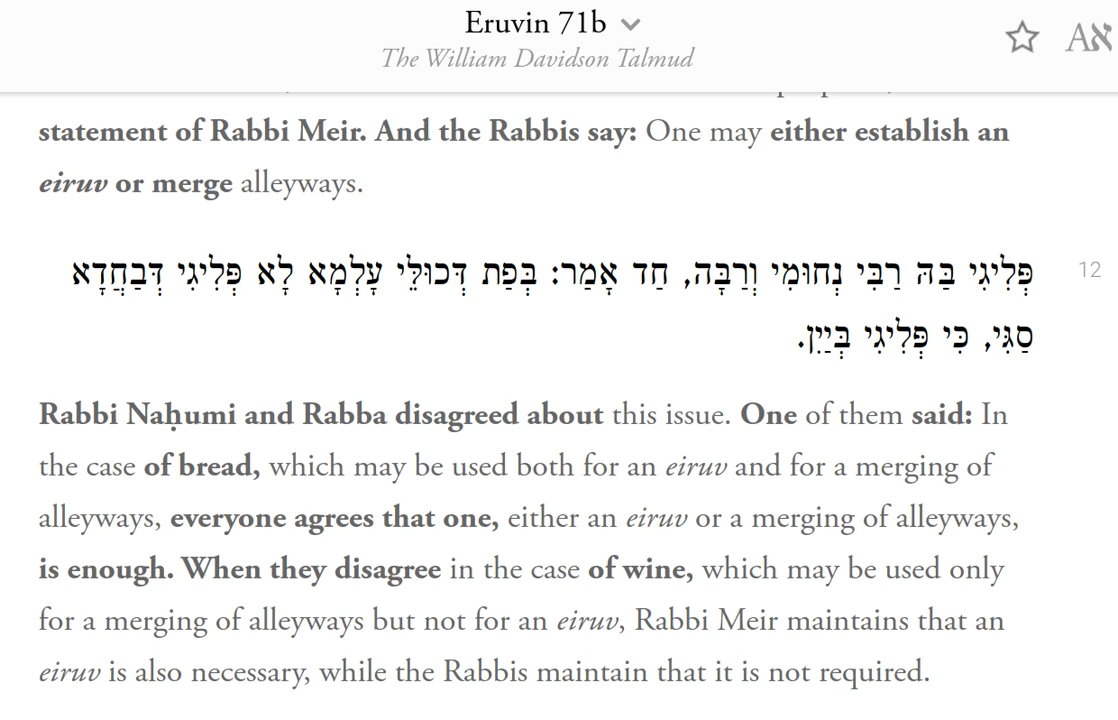 Eruvin 71b
The William Davidson Talmud
Aא
statement of Rabbi Meir. And the Rabbis say: One may either establish an
eiruv or merge alleyways.
פְּלִיגִי בַּהּ רַבִּי נְחוּמִי וְרַבָּה, חַד אָמַר: בְּפַת דְּכוּלֵּי עָלְמָא לָא פְּלִיגִי דְּבַחֲדָא
12
סַגִּי, כִּי פְּלִיגִי בְּיַיִן.
Rabbi Naḥumi and Rabba disagreed about this issue. One of them said: In
the case of bread, which may be used both for an eiruv and for a merging of
alleyways, everyone agrees that one, either an eiruv or a merging of alleyways,
is enough. When they disagree in the case of wine, which may be used only
for a merging of alleyways but not for an eiruv, Rabbi Meir maintains that an
eiruv is also necessary, while the Rabbis maintain that it is not required.